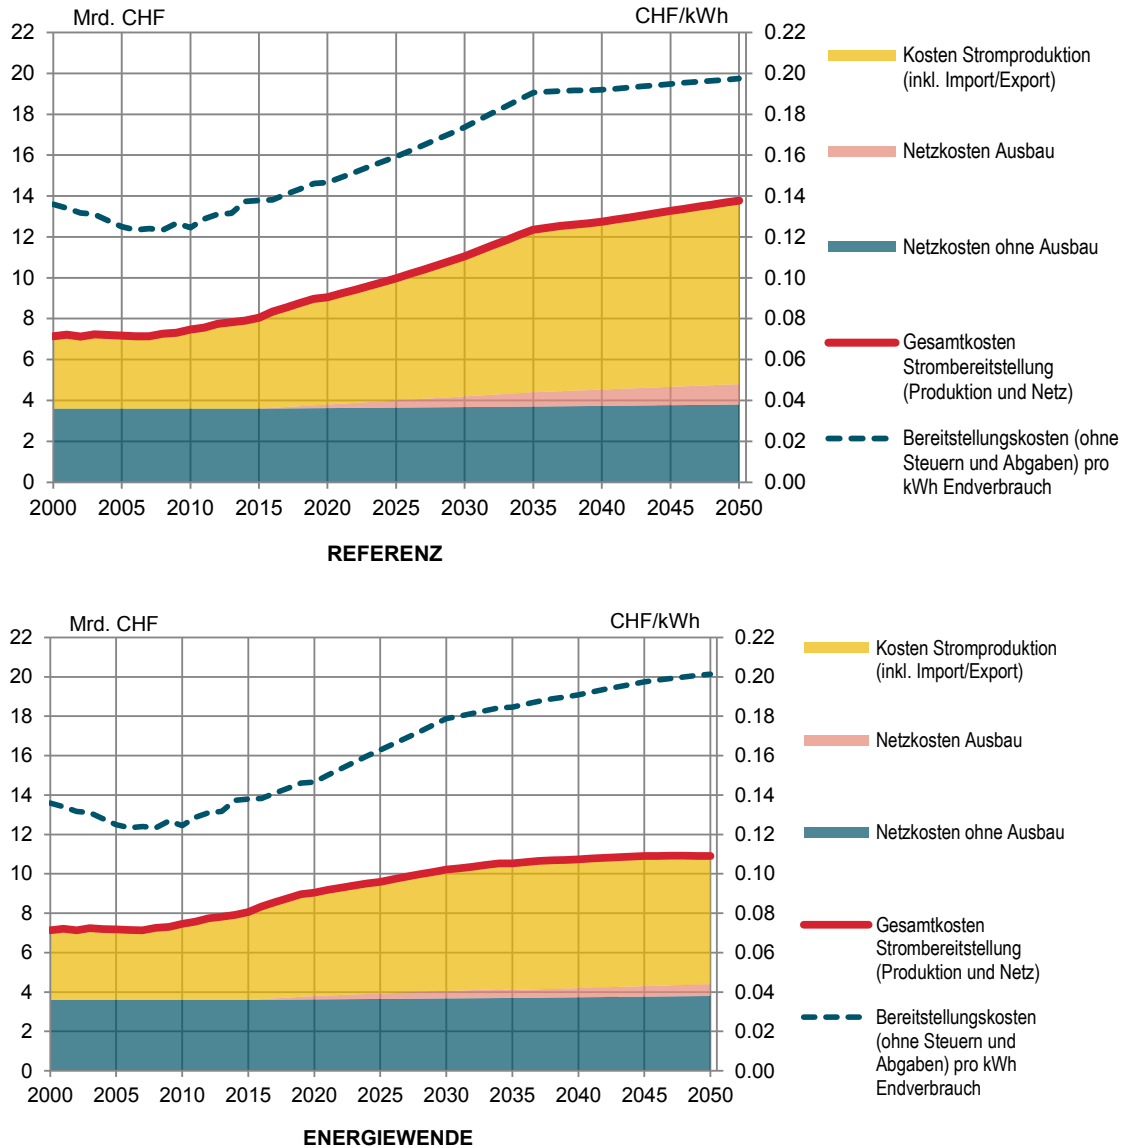 Mrd. CHF
CHF/kWh
22
20
18
16
14
12
10
8
6
4
2
0
0.22
0.20
0.18
0.16
0.14
0.12
0.10
0.08
0.06
0.04
0.02
0.00
2000 2005 2010 2015 2020 2025 2030 2035 2040 2045 2050
Kosten Stromproduktion
(inkl. Import/Export)
Netzkosten Ausbau
Netzkosten ohne Ausbau
Gesamtkosten
Strombereitstellung
(Produktion und Netz)
Bereitstellungskosten (ohne
Steuern und Abgaben) pro
kWh Endverbrauch
REFERENZ
Mrd. CHF
CHF/kWh
22
20
18
16
14
12
10
8
6
4
2
0
0.22
0.20
0.18
0.16
0.14
0.12
0.10
0.08
0.06
0.04
0.02
0.00
2000 2005 2010 2015 2020 2025 2030 2035 2040 2045 2050
Kosten Stromproduktion
(inkl. Import/Export)
Netzkosten Ausbau
Netzkosten ohne Ausbau
Gesamtkosten
Strombereitstellung
(Produktion und Netz)
Bereitstellungskosten
(ohne Steuern und
Abgaben) pro kWh
Endverbrauch
ENERGIEWENDE